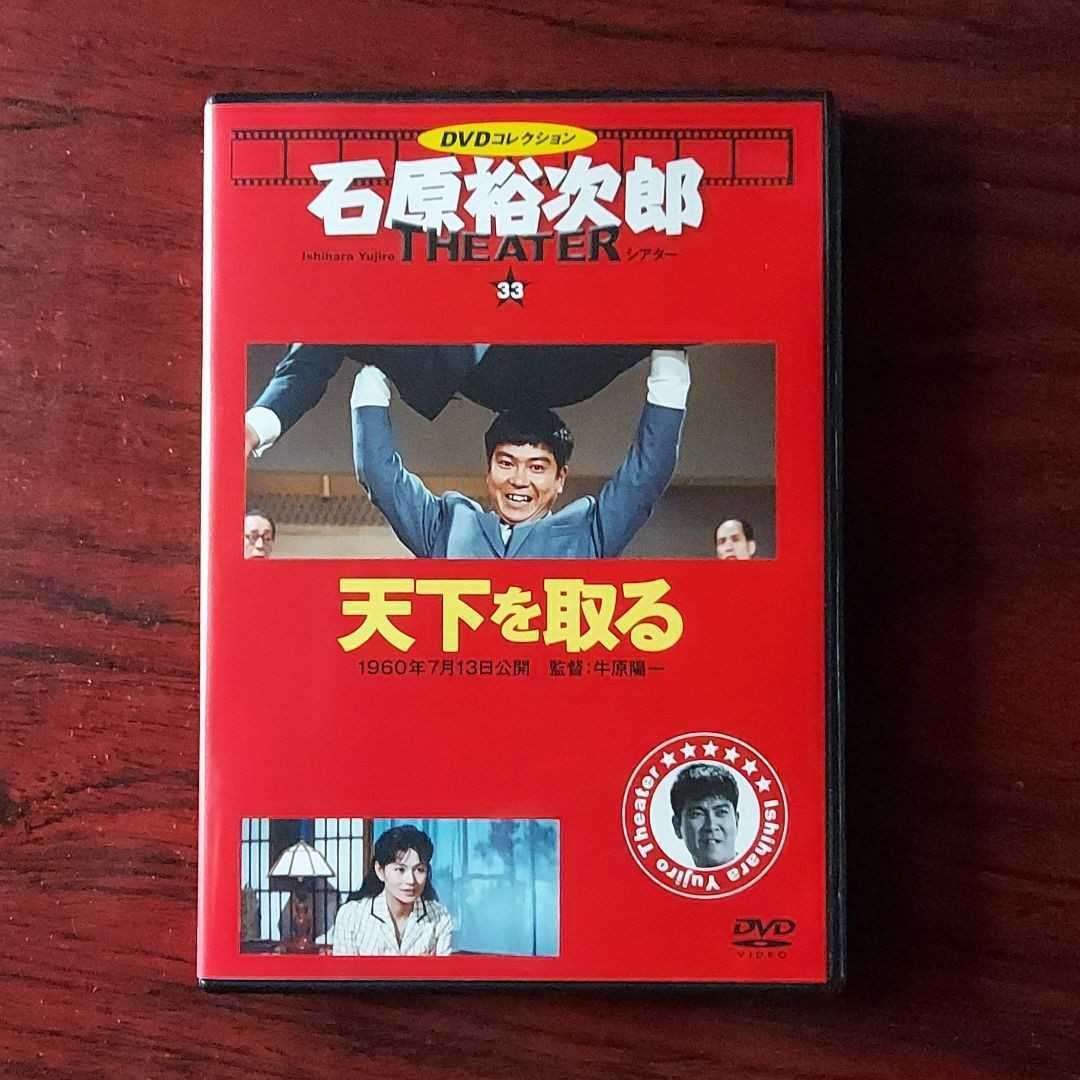 DVDコレクション
石原裕次郎
Ishihara Yujiro THEATER シアター
33
天下を取る
1960年7月13日公開 監督:牛原陽一
Ishihara Yujiro Theater
DVD
VIDEO